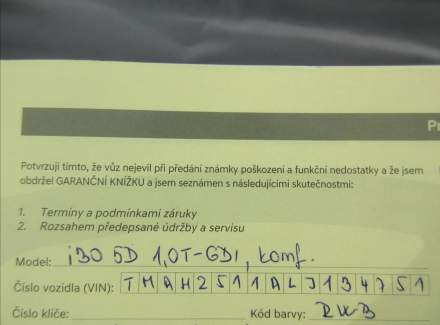 Potvrzuji tímto, že vůz nejevil při předání známky poškození a funkční nedostatky a že jsem
obdržel GARANČNÍ KNÍŽKU a jsem seznámen s následujícími skutečnostmi:
1. Termíny a podmínkami záruky
2. Rozsahem předepsané údržby a servisu
Model: i30 5D 1,0T-GDI, komf.
Číslo vozidla (VIN): TMAH2511ALJ134751
Číslo klíče: Kód barvy: RWB